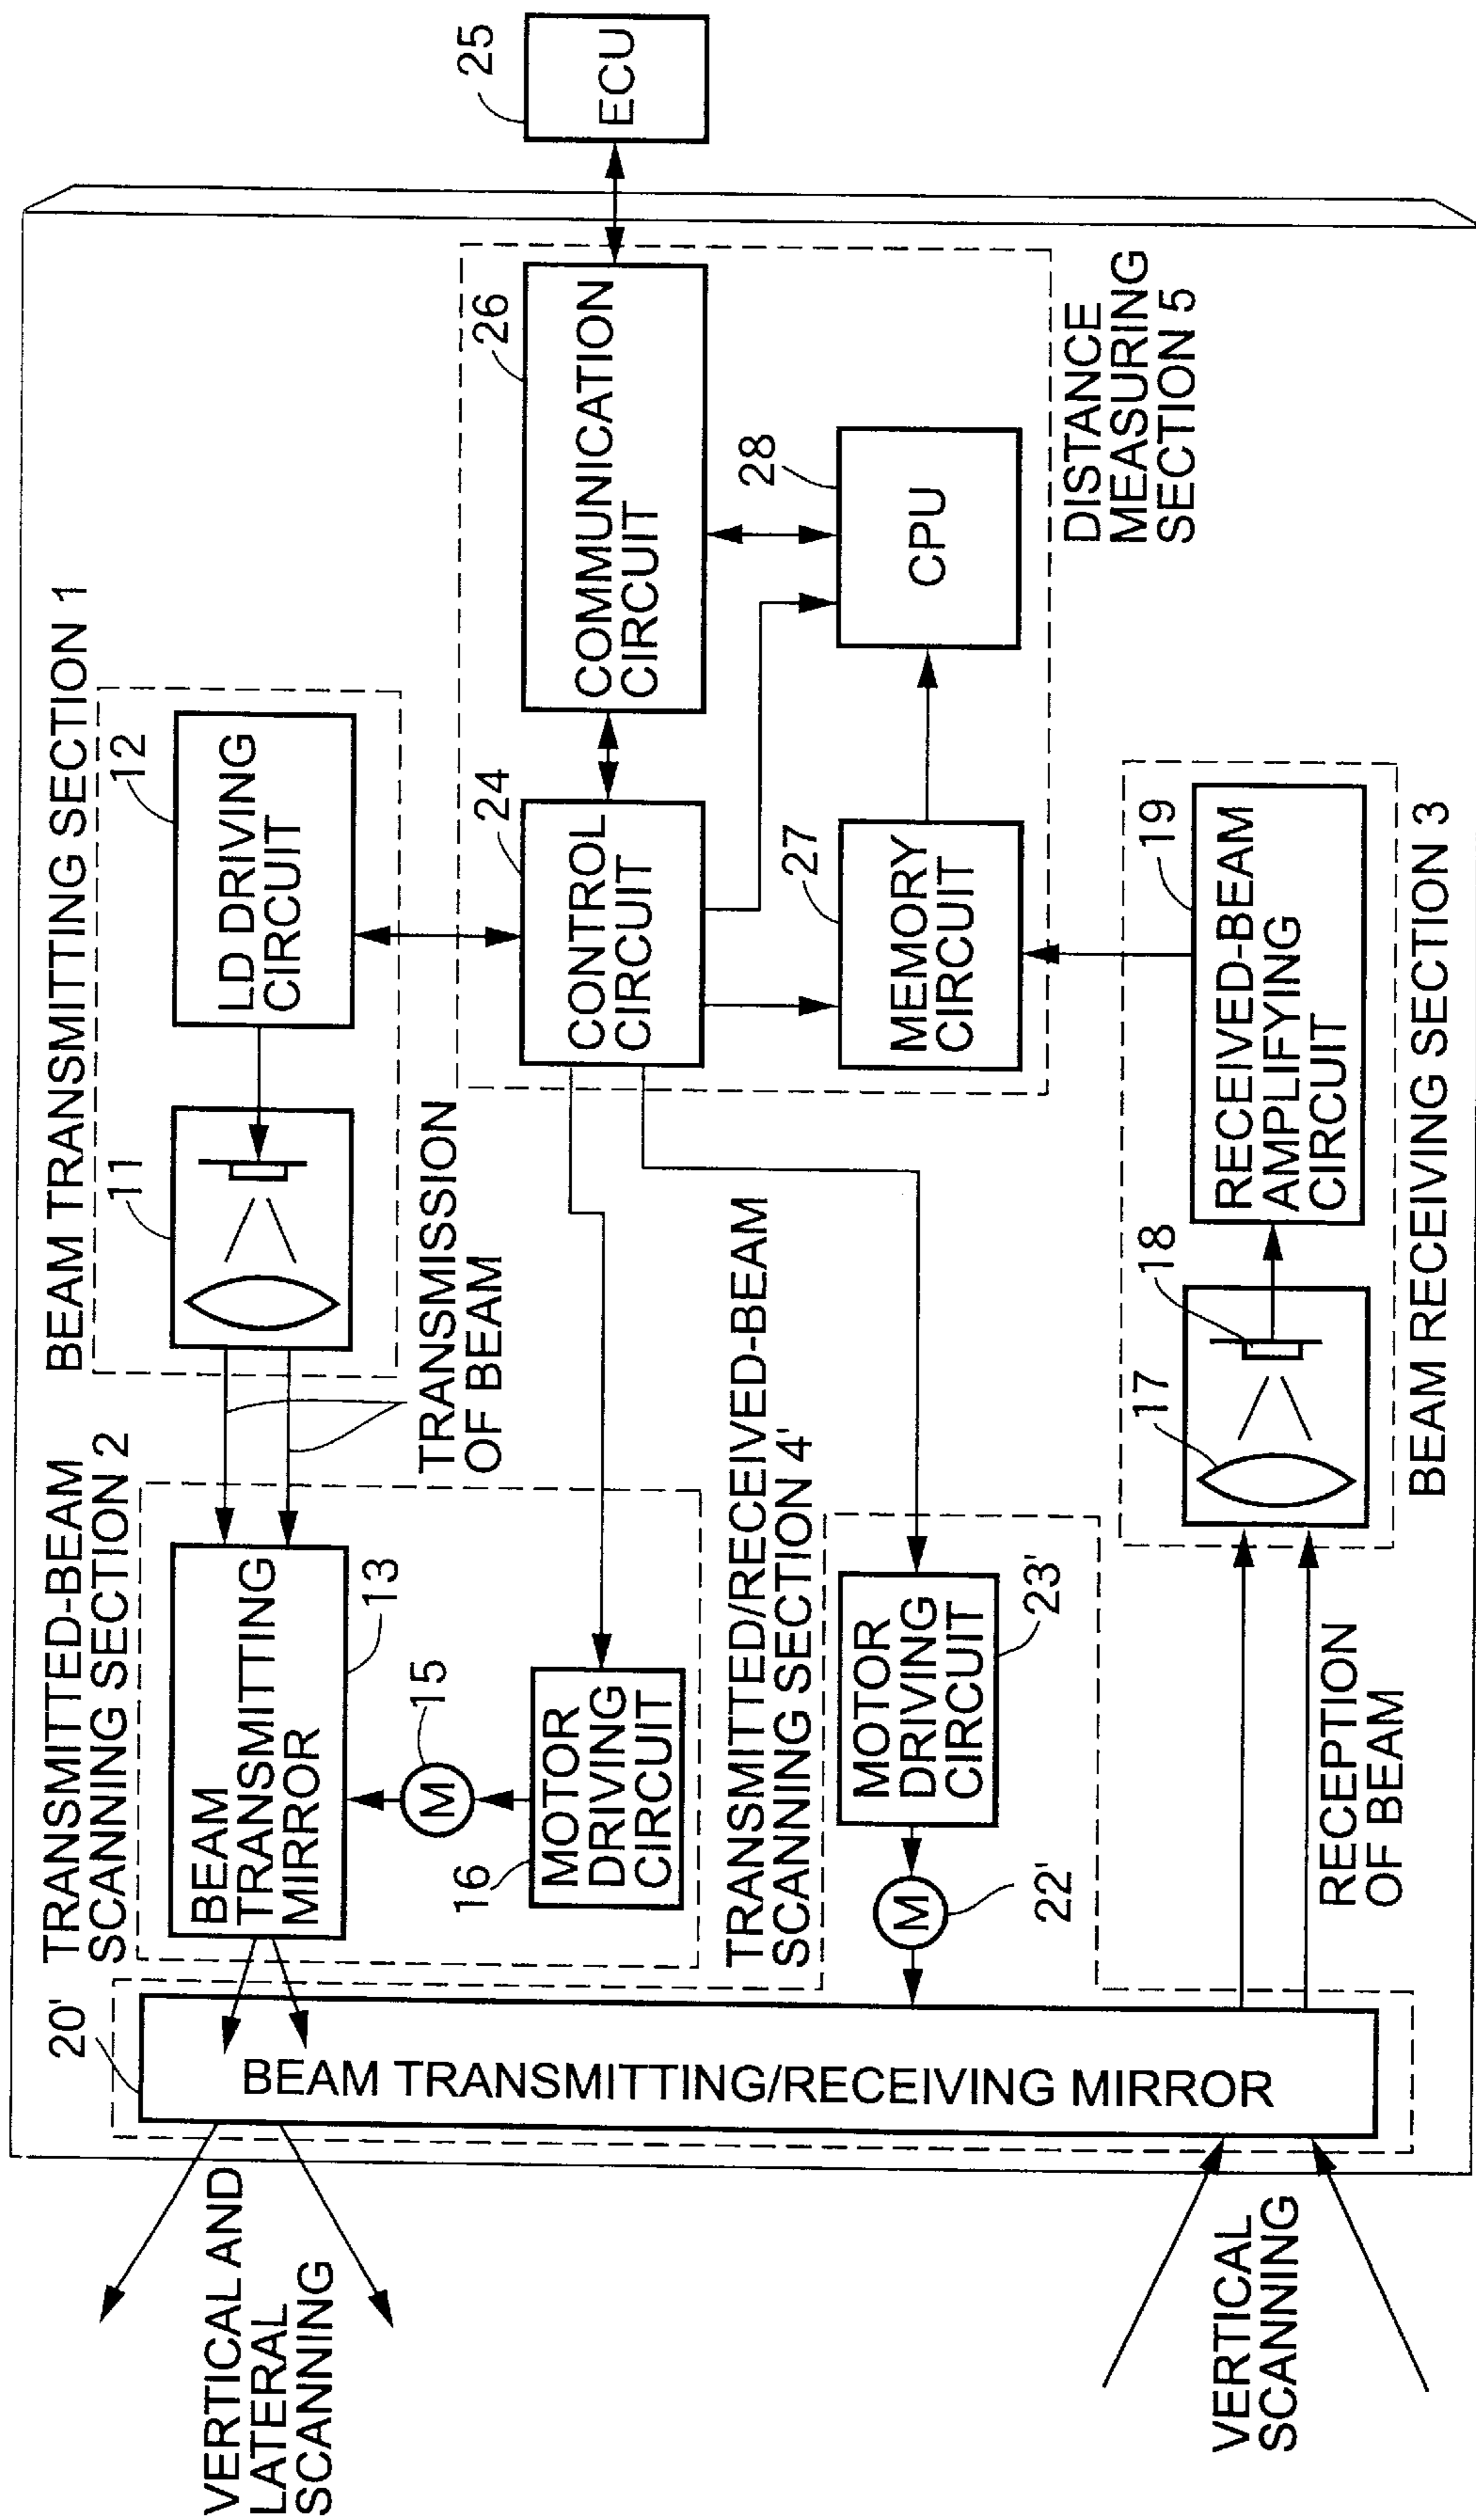 BEAM TRANSMITTING SECTION 1
TRANSMITTED-BEAM
SCANNING SECTION 2
20'
VERTICAL AND
LATERAL
SCANNING
BEAM
TRANSMITTING
MIRROR
13
11
12
LD DRIVING
CIRCUIT
TRANSMISSION
OF BEAM
M
15
16
MOTOR
DRIVING
CIRCUIT
24
CONTROL
CIRCUIT
26
COMMUNICATION
CIRCUIT
25
ECU
TRANSMITTED/RECEIVED-BEAM
SCANNING SECTION 4'
BEAM TRANSMITTING/RECEIVING MIRROR
M
22'
MOTOR
DRIVING
CIRCUIT
23'
27
MEMORY
CIRCUIT
28
CPU
DISTANCE
MEASURING
SECTION 5
VERTICAL
SCANNING
RECEPTION
OF BEAM
17
18
19
RECEIVED-BEAM
AMPLIFYING
CIRCUIT
BEAM RECEIVING SECTION 3